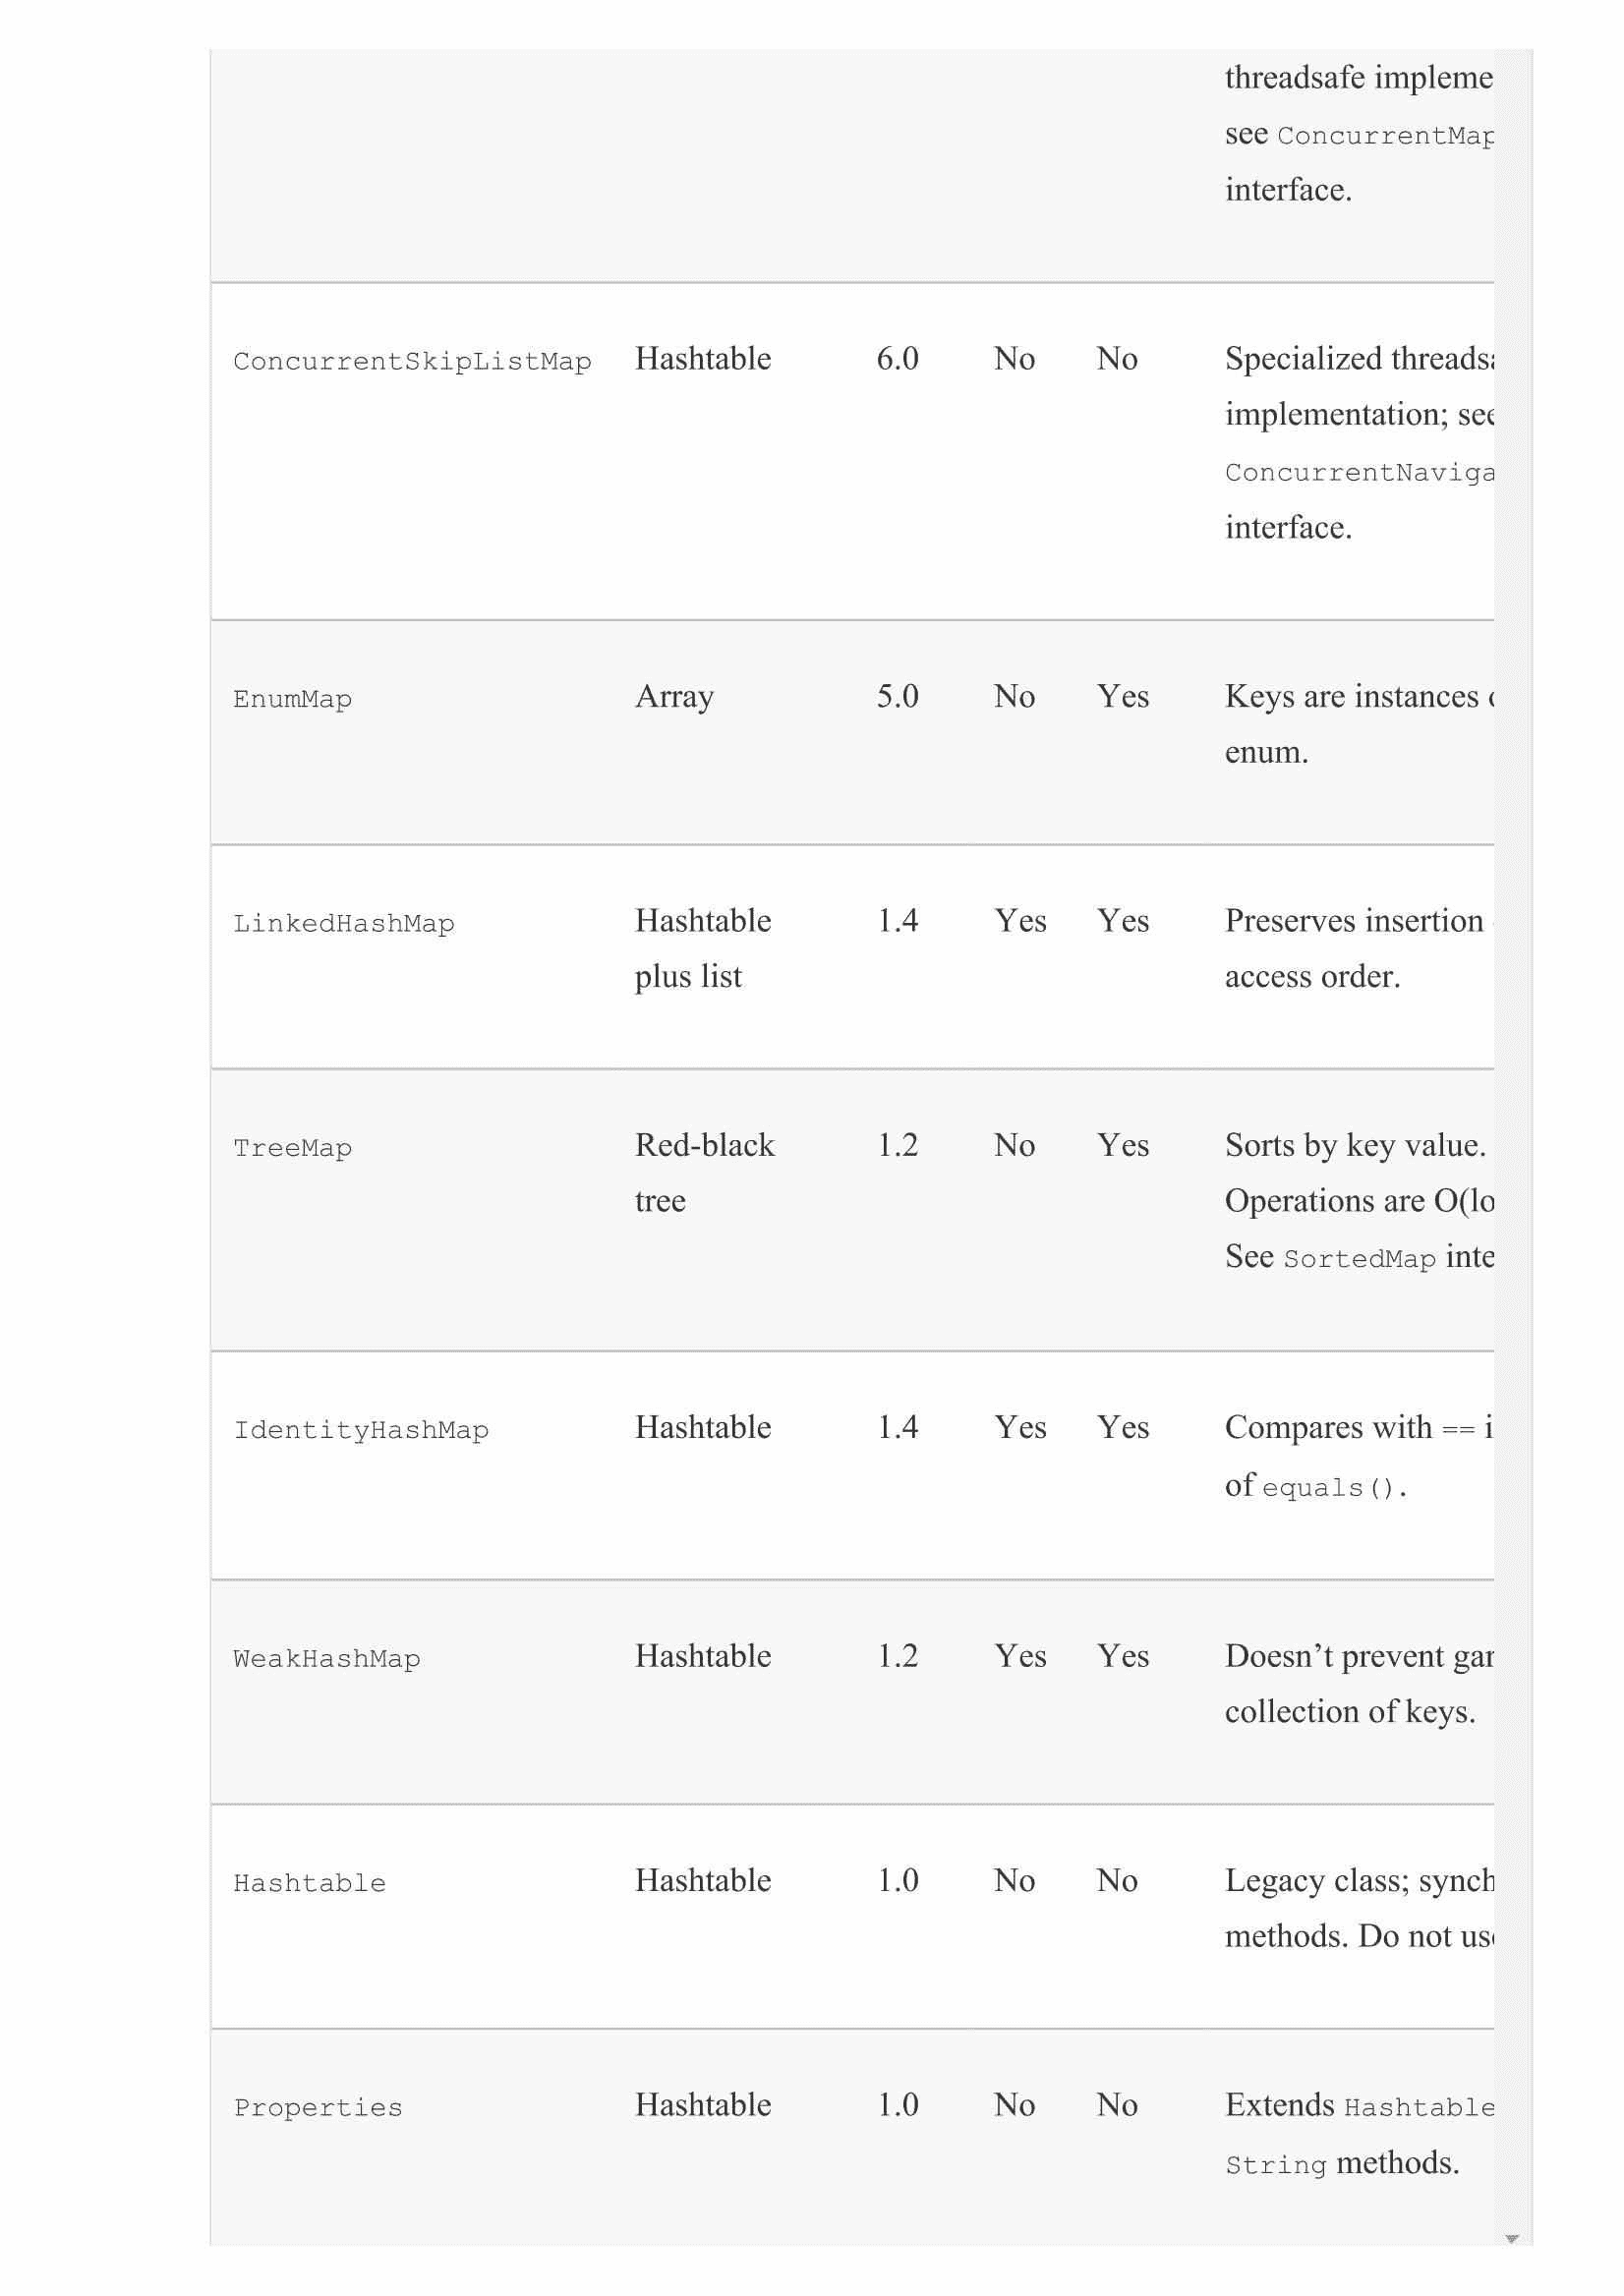 threadsafe impleme
see ConcurrentMap
interface.
ConcurrentSkipListMap Hashtable 6.0 No No Specialized threadsa
implementation; see
ConcurrentNaviga
interface.
EnumMap Array 5.0 No Yes Keys are instances o
enum.
LinkedHashMap Hashtable 1.4 Yes Yes Preserves insertion
plus list access order.
TreeMap Red-black 1.2 No Yes Sorts by key value.
tree Operations are O(lo
See SortedMap inte
IdentityHashMap Hashtable 1.4 Yes Yes Compares with == i
of equals().
WeakHashMap Hashtable 1.2 Yes Yes Doesn’t prevent gar
collection of keys.
Hashtable Hashtable 1.0 No No Legacy class; synch
methods. Do not use
Properties Hashtable 1.0 No No Extends Hashtable
String methods.